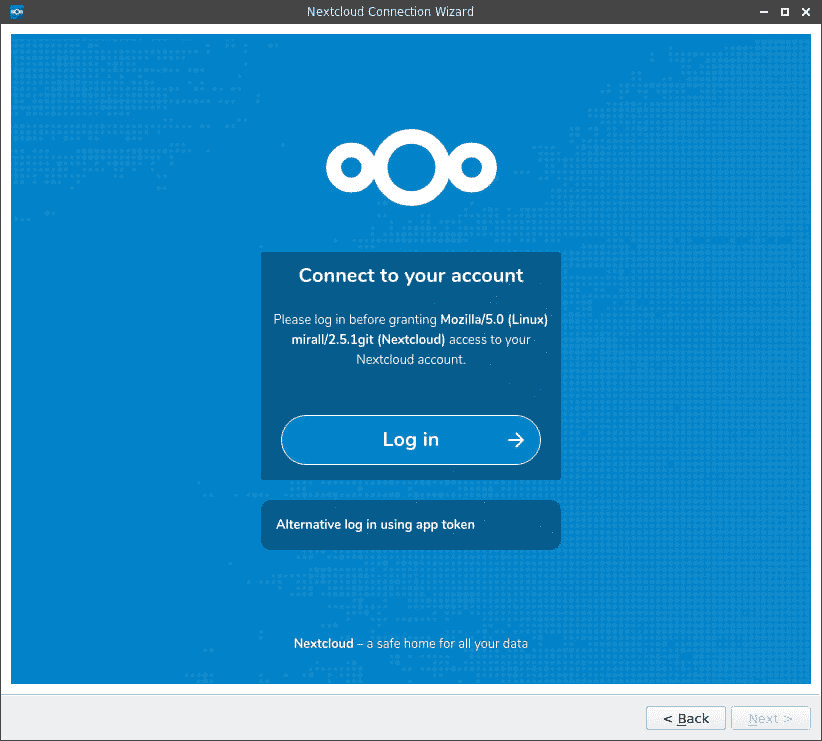 Nextcloud Connection Wizard
Connect to your account
Please log in before granting Mozilla/5.0 (Linux)
mirall/2.5.1git (Nextcloud) access to your
Nextcloud account.
Log in
Alternative log in using app token
Nextcloud – a safe home for all your data
< Back
Next >